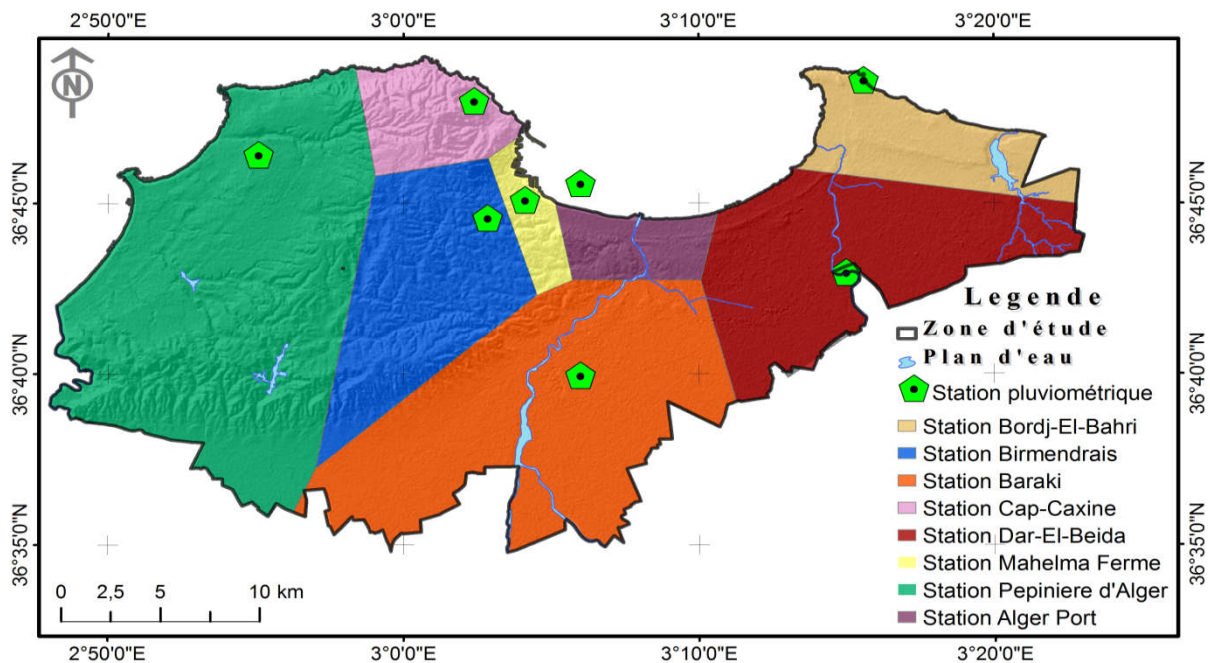 2°50'0"E 3°0'0"E 3°10'0"E 3°20'0"E
N
36°45'0"N 36°45'0"N
36°40'0"N 36°40'0"N
36°35'0"N 36°35'0"N
Legende
Zone d'étude
Plan d'eau
Station pluviométrique
Station Bordj-El-Bahri
Station Birmendrais
Station Baraki
Station Cap-Caxine
Station Dar-El-Beida
Station Mahelma Ferme
Station Pepiniere d'Alger
Station Alger Port
0 2,5 5 10 km
2°50'0"E 3°0'0"E 3°10'0"E 3°20'0"E